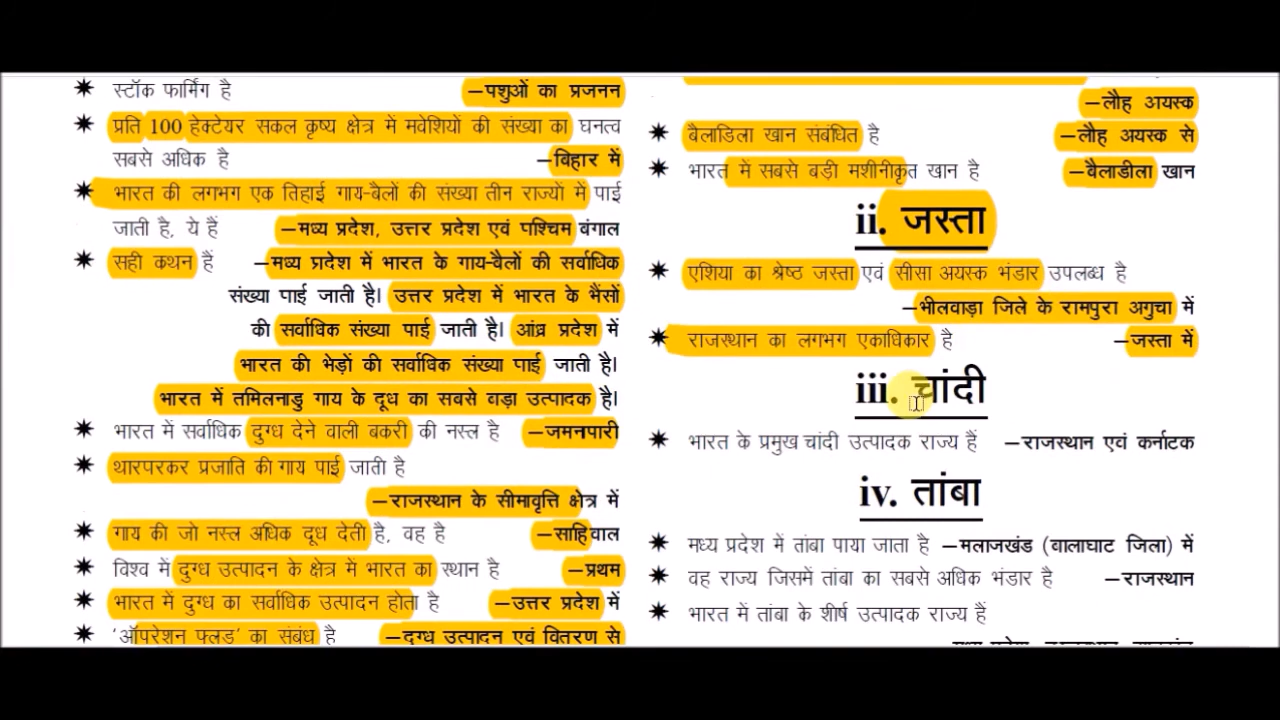 ✷ स्टॉक फार्मिंग है –पशुओं का प्रजनन
✷ प्रति 100 हेक्टेयर सकल कृष्य क्षेत्र में मवेशियों की संख्या का घनत्व
सबसे अधिक है –बिहार में
✷ भारत की लगभग एक तिहाई गाय-बैलों की संख्या तीन राज्यों में पाई
जाती है, ये हैं –मध्य प्रदेश, उत्तर प्रदेश एवं पश्चिम बंगाल
✷ सही कथन हैं –मध्य प्रदेश में भारत के गाय-बैलों की सर्वाधिक
संख्या पाई जाती है। उत्तर प्रदेश में भारत के भैंसों
की सर्वाधिक संख्या पाई जाती है। आंध्र प्रदेश में
भारत की भेड़ों की सर्वाधिक संख्या पाई जाती है।
भारत में तमिलनाडु गाय के दूध का सबसे बड़ा उत्पादक है।
✷ भारत में सर्वाधिक दुग्ध देने वाली बकरी की नस्ल है –जमनापारी
✷ थारपरकर प्रजाति की गाय पाई जाती है
–राजस्थान के सीमावृत्ति क्षेत्र में
✷ गाय की जो नस्ल अधिक दूध देती है, वह है –साहिवाल
✷ विश्व में दुग्ध उत्पादन के क्षेत्र में भारत का स्थान है –प्रथम
✷ भारत में दुग्ध का सर्वाधिक उत्पादन होता है –उत्तर प्रदेश में
✷ 'ऑपरेशन फ्लड' का संबंध है –दुग्ध उत्पादन एवं वितरण से
–लौह अयस्क
✷ बैलाडिला खान संबंधित है –लौह अयस्क से
✷ भारत में सबसे बड़ी मशीनीकृत खान है –बैलाडीला खान
ii. जस्ता
✷ एशिया का श्रेष्ठ जस्ता एवं सीसा अयस्क भंडार उपलब्ध है
–भीलवाड़ा जिले के रामपुरा अगुचा में
✷ राजस्थान का लगभग एकाधिकार है –जस्ता में
iii. चांदी
✷ भारत के प्रमुख चांदी उत्पादक राज्य हैं –राजस्थान एवं कर्नाटक
iv. तांबा
✷ मध्य प्रदेश में तांबा पाया जाता है –मलाजखंड (बालाघाट जिला) में
✷ वह राज्य जिसमें तांबा का सबसे अधिक भंडार है –राजस्थान
✷ भारत में तांबा के शीर्ष उत्पादक राज्य हैं